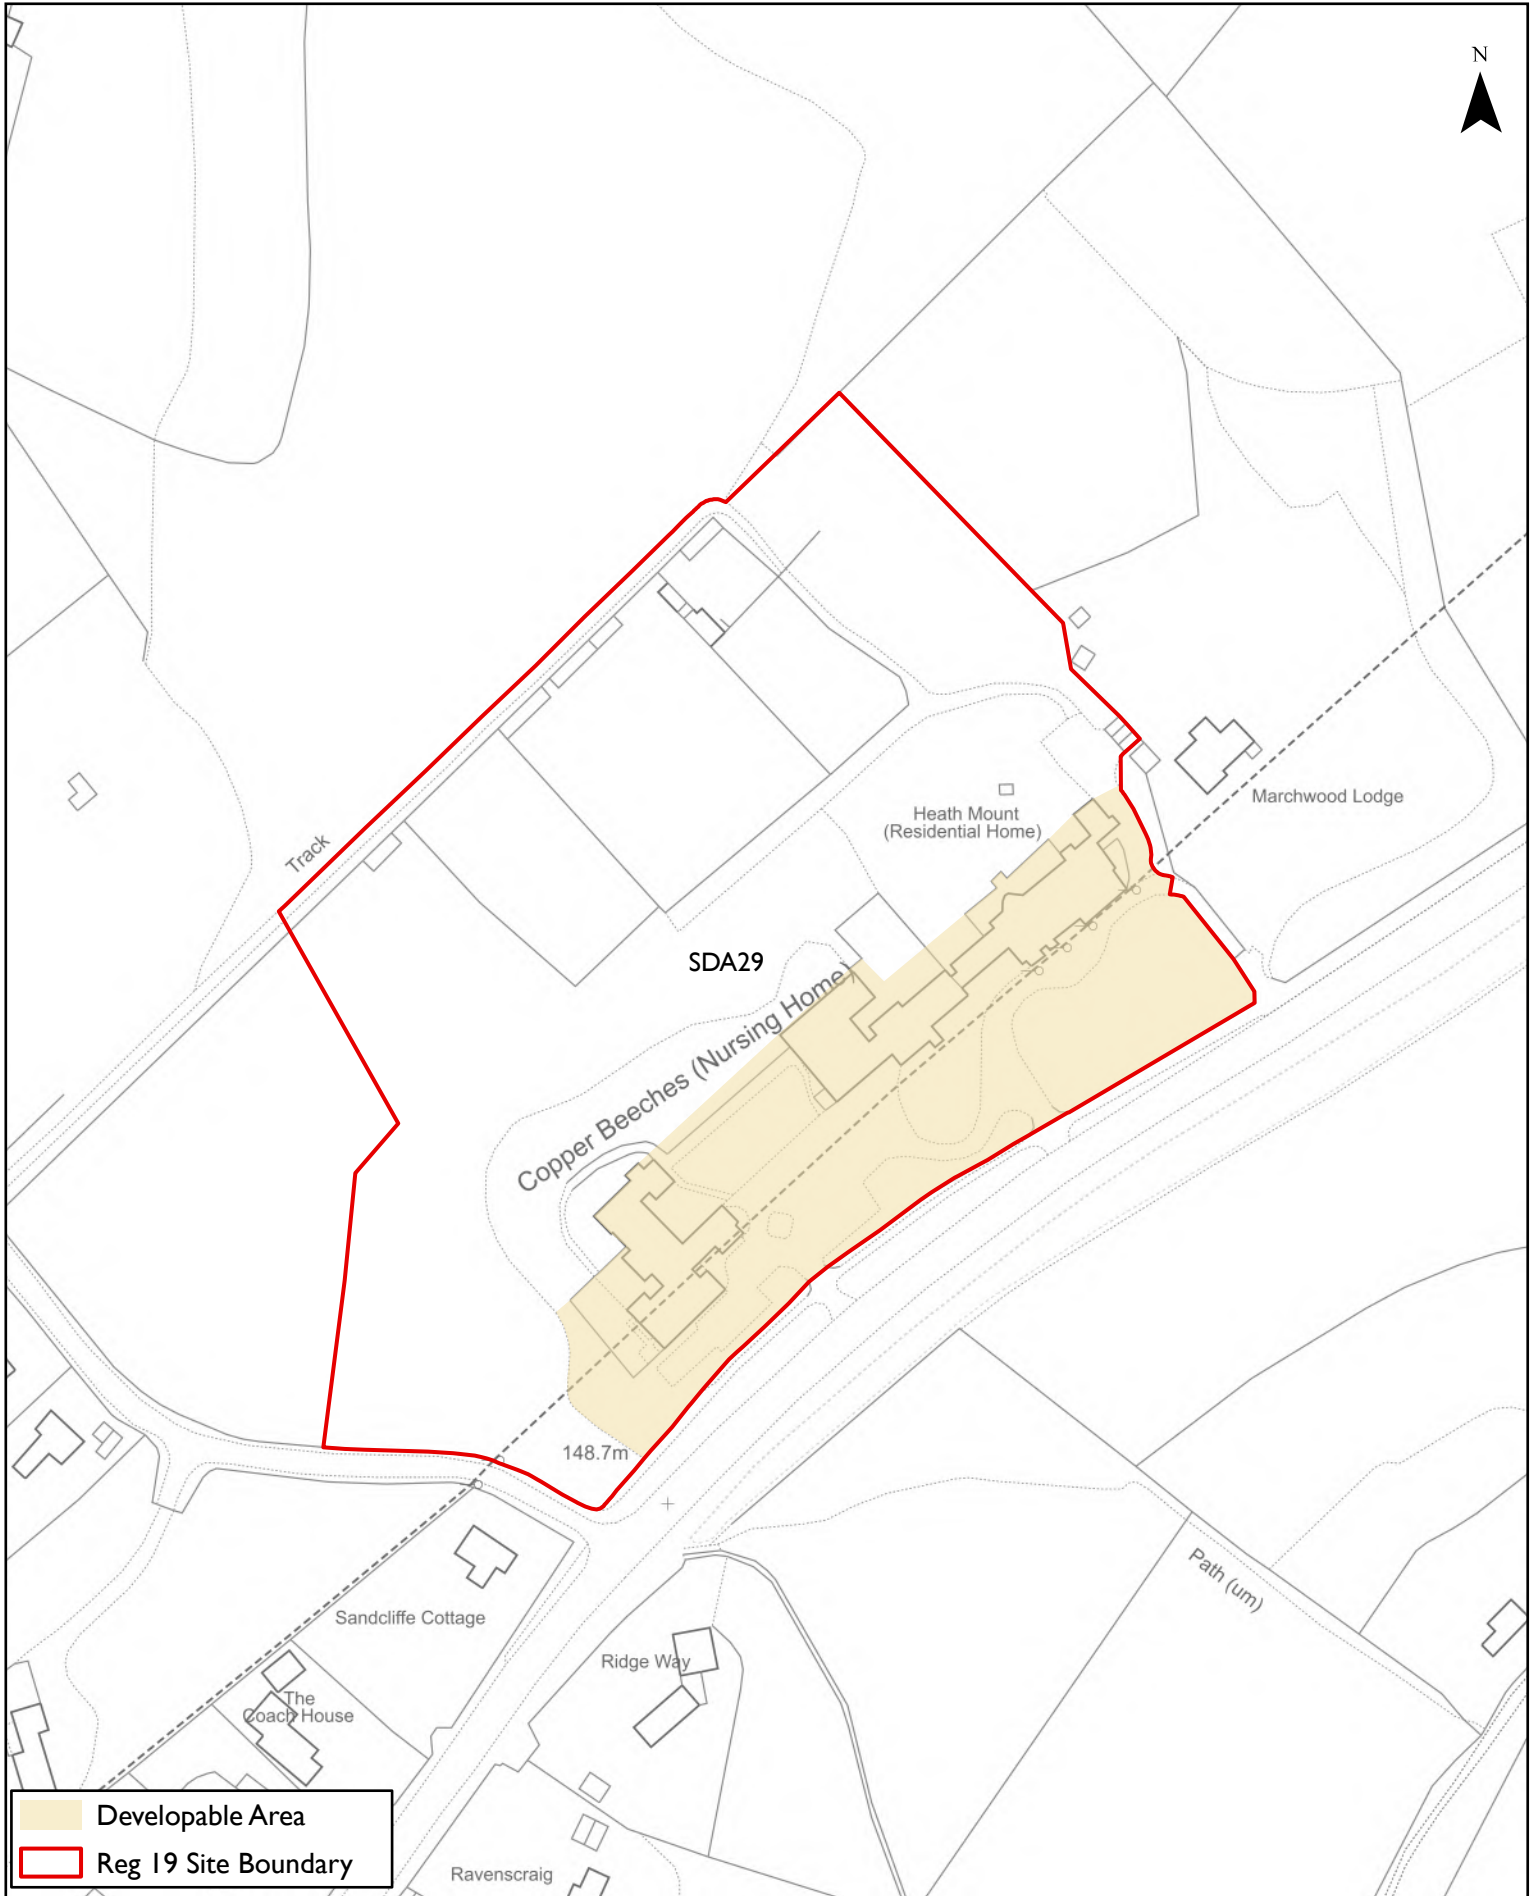 N
Track
Heath Mount
(Residential Home)
Marchwood Lodge
SDA29
Copper Beeches (Nursing Home)
148.7m
Sandcliffe Cottage
Path (um)
Ridge Way
The
Coach House
Ravenscraig
Developable Area
Reg 19 Site Boundary